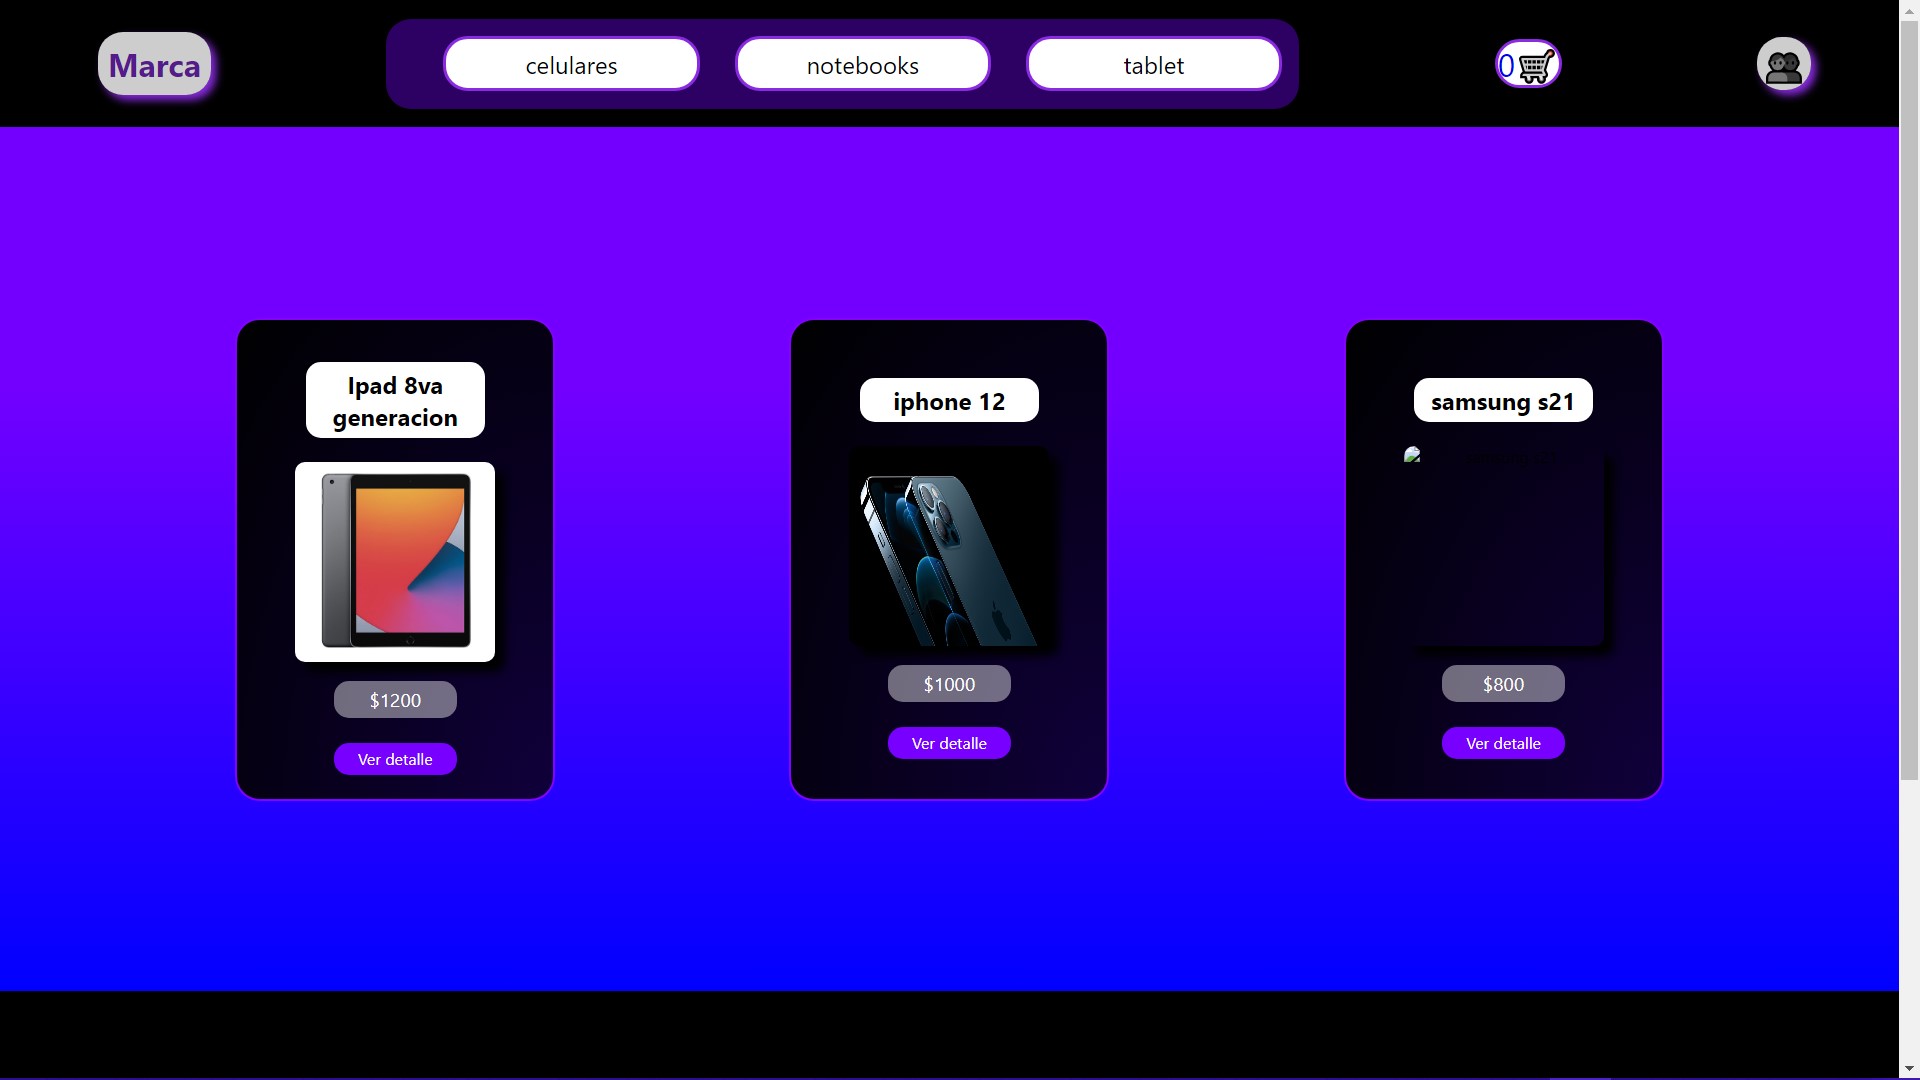 Marca
celulares
notebooks
tablet
0
Ipad 8va
generacion
$1200
Ver detalle
iphone 12
$1000
Ver detalle
samsung s21
$800
Ver detalle